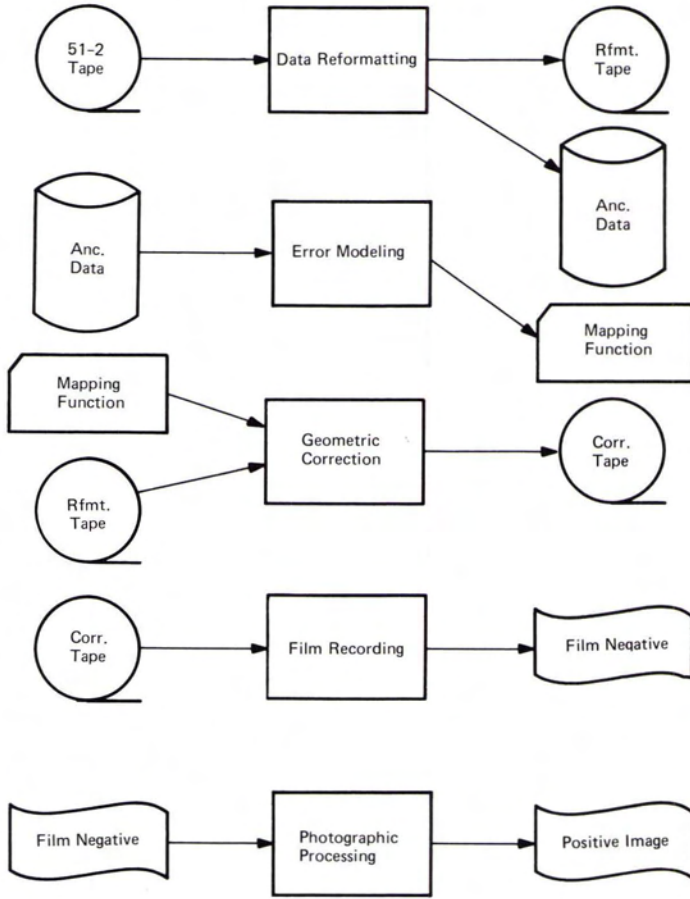 51-2
Tape
Data Reformatting
Rfmt.
Tape
Anc.
Data
Anc.
Data
Error Modeling
Mapping
Function
Mapping
Function
Geometric
Correction
Corr.
Tape
Rfmt.
Tape
Corr.
Tape
Film Recording
Film Negative
Film Negative
Photographic
Processing
Positive Image